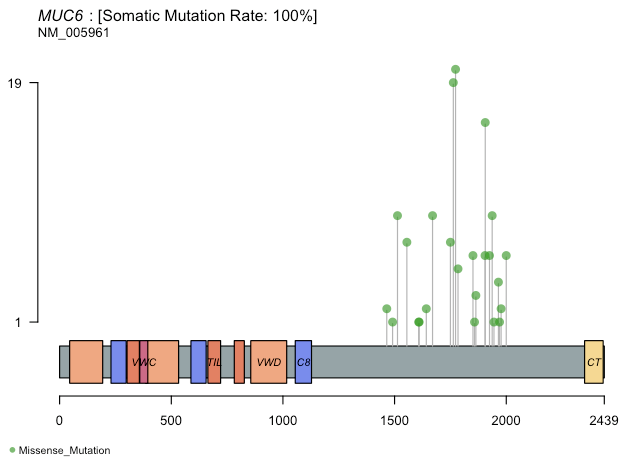 MUC6 : [Somatic Mutation Rate: 100%]
NM_005961
19
1
VWC TIL VWD C8 CT
0 500 1000 1500 2000 2439
Missense_Mutation